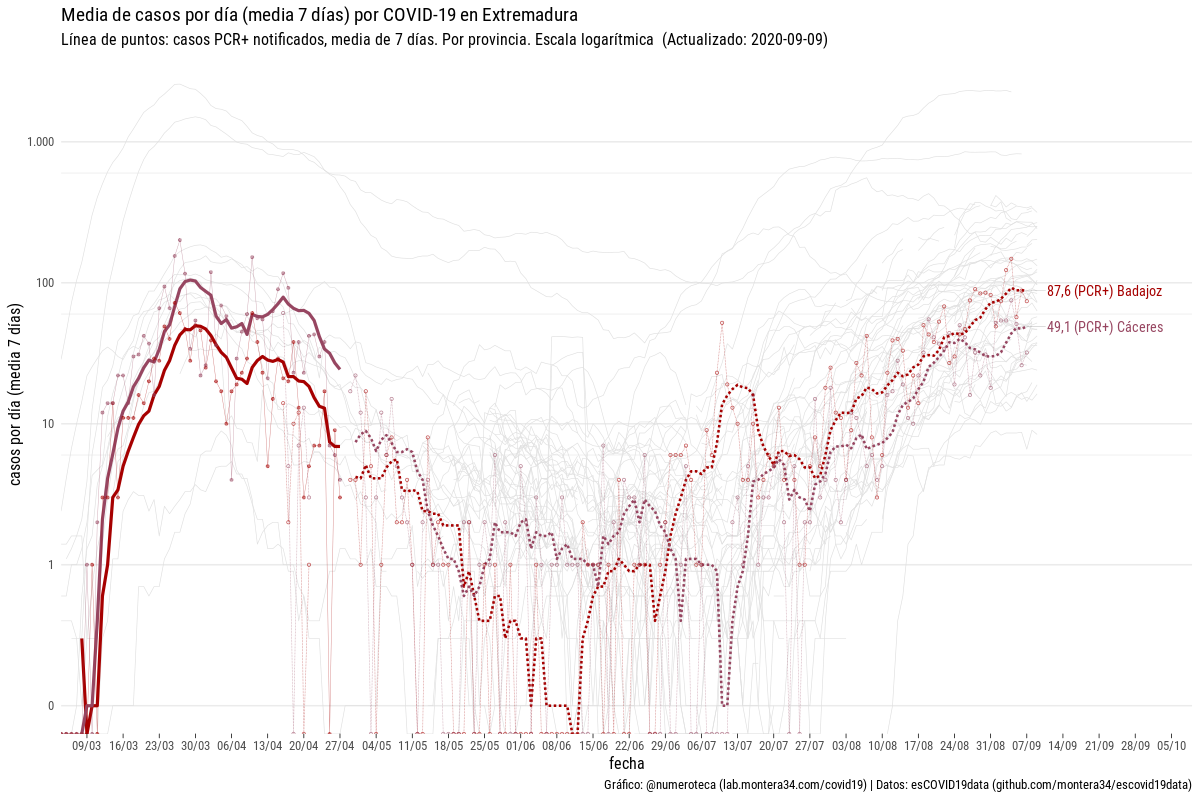 Media de casos por día (media 7 días) por COVID-19 en Extremadura
Línea de puntos: casos PCR+ notificados, media de 7 días. Por provincia. Escala logarítmica (Actualizado: 2020-09-09)
casos por día (media 7 días)
1.000
100
10
1
0
87,6 (PCR+) Badajoz
49,1 (PCR+) Cáceres
09/03 16/03 23/03 30/03 06/04 13/04 20/04 27/04 04/05 11/05 18/05 25/05 01/06 08/06 15/06 22/06 29/06 06/07 13/07 20/07 27/07 03/08 10/08 17/08 24/08 31/08 07/09 14/09 21/09 28/09 05/10
fecha
Gráfico: @numeroteca (lab.montera34.com/covid19) | Datos: esCOVID19data (github.com/montera34/escovid19data)